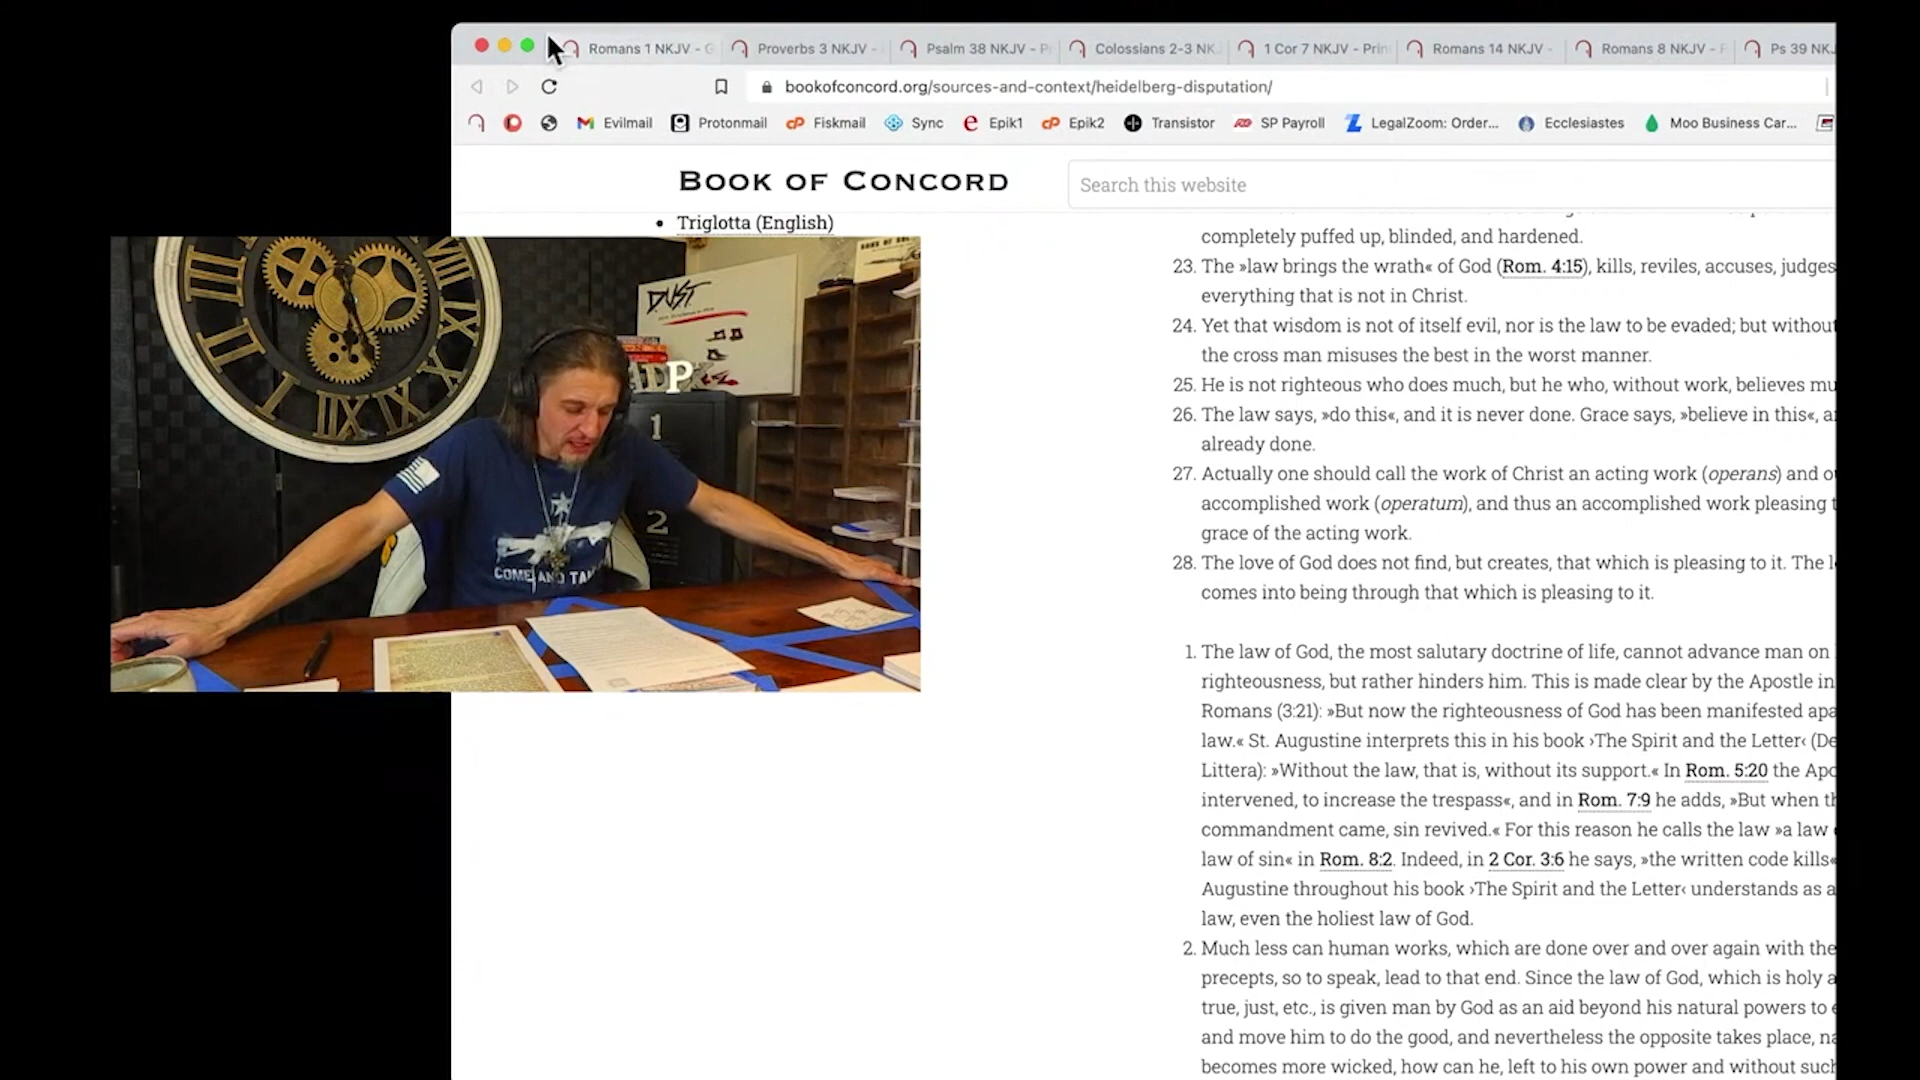 Romans 1 NKJV - G
Proverbs 3 NKJV -
Psalm 38 NKJV - P
Colossians 2-3 NK
1 Cor 7 NKJV - Prin
Romans 14 NKJV -
Romans 8 NKJV - P
Ps 39 NKJ
bookofconcord.org/sources-and-context/heidelberg-disputation/
Evilmail
Protonmail
Fiskmail
Sync
Epik1
Epik2
Transistor
SP Payroll
LegalZoom: Order...
Ecclesiastes
Moo Business Car...
BOOK OF CONCORD
Search this website
• Triglotta (English)
completely puffed up, blinded, and hardened.
23. The »law brings the wrath« of God (Rom. 4:15), kills, reviles, accuses, judges
everything that is not in Christ.
24. Yet that wisdom is not of itself evil, nor is the law to be evaded; but without
the cross man misuses the best in the worst manner.
25. He is not righteous who does much, but he who, without work, believes mu
26. The law says, »do this«, and it is never done. Grace says, »believe in this«, a
already done.
27. Actually one should call the work of Christ an acting work (operans) and o
accomplished work (operatum), and thus an accomplished work pleasing t
grace of the acting work.
28. The love of God does not find, but creates, that which is pleasing to it. The l
comes into being through that which is pleasing to it.
1. The law of God, the most salutary doctrine of life, cannot advance man on
righteousness, but rather hinders him. This is made clear by the Apostle in
Romans (3:21): »But now the righteousness of God has been manifested apa
law.« St. Augustine interprets this in his book ›The Spirit and the Letter‹ (De
Littera): »Without the law, that is, without its support.« In Rom. 5:20 the Apo
intervened, to increase the trespass«, and in Rom. 7:9 he adds, »But when th
commandment came, sin revived.« For this reason he calls the law »a law
law of sin« in Rom. 8:2. Indeed, in 2 Cor. 3:6 he says, »the written code kills«
Augustine throughout his book ›The Spirit and the Letter‹ understands as a
law, even the holiest law of God.
2. Much less can human works, which are done over and over again with the
precepts, so to speak, lead to that end. Since the law of God, which is holy a
true, just, etc., is given man by God as an aid beyond his natural powers to e
and move him to do the good, and nevertheless the opposite takes place, na
becomes more wicked, how can he, left to his own power and without such
DUST
P
1
2
COME AND TAK